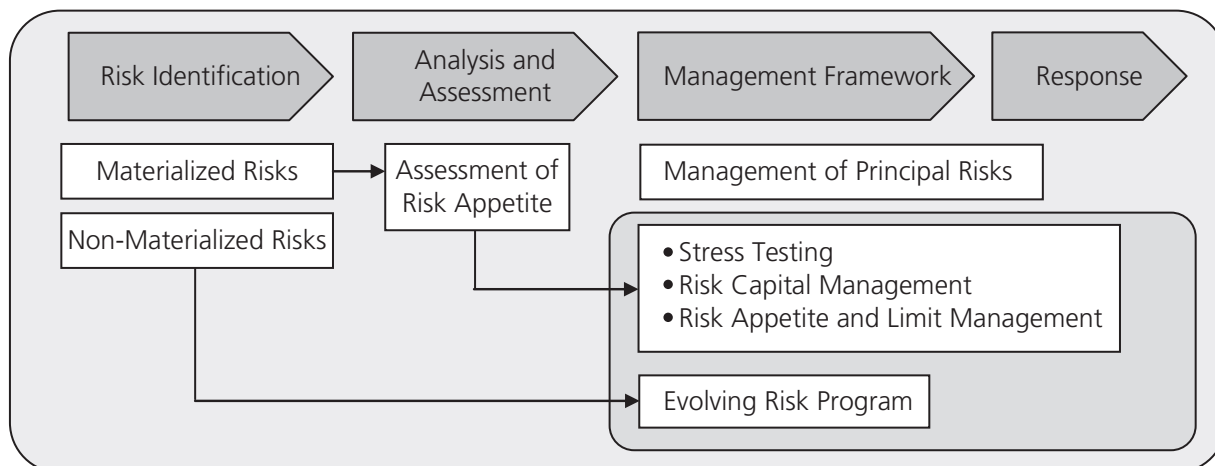 Risk Identification
Analysis and
Assessment
Management Framework
Response
Materialized Risks
Assessment of
Risk Appetite
Management of Principal Risks
Non-Materialized Risks
• Stress Testing
• Risk Capital Management
• Risk Appetite and Limit Management
Evolving Risk Program